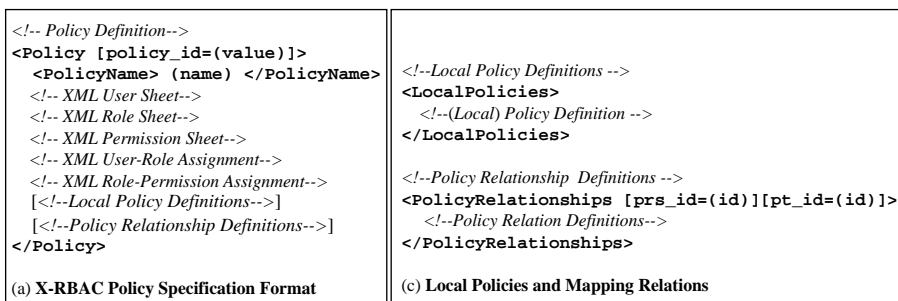 <!-- Policy Definition-->
<Policy [policy_id=(value)]>
<PolicyName> (name) </PolicyName>
<!-- XML User Sheet-->
<!-- XML Role Sheet-->
<!-- XML Permission Sheet-->
<!-- XML User-Role Assignment-->
<!-- XML Role-Permission Assignment-->
[<!--Local Policy Definitions-->]
[<!--Policy Relationship Definitions-->]
</Policy>
(a) X-RBAC Policy Specification Format
<!--Local Policy Definitions -->
<LocalPolicies>
<!--(Local) Policy Definition -->
</LocalPolicies>
<!--Policy Relationship Definitions -->
<PolicyRelationships [prs_id=(id)][pt_id=(id)]>
<!--Policy Relation Definitions-->
</PolicyRelationships>
(c) Local Policies and Mapping Relations